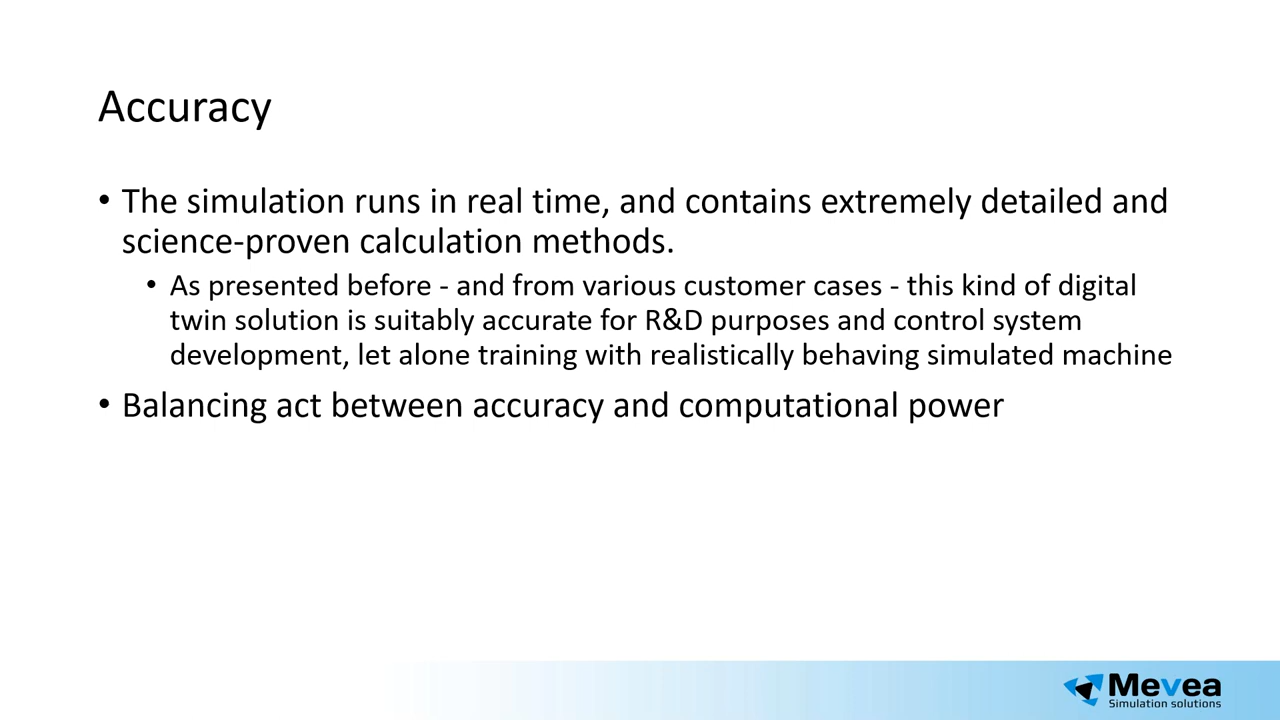 Accuracy
• The simulation runs in real time, and contains extremely detailed and
science-proven calculation methods.
• As presented before - and from various customer cases - this kind of digital
twin solution is suitably accurate for R&D purposes and control system
development, let alone training with realistically behaving simulated machine
• Balancing act between accuracy and computational power
Mevea
Simulation solutions